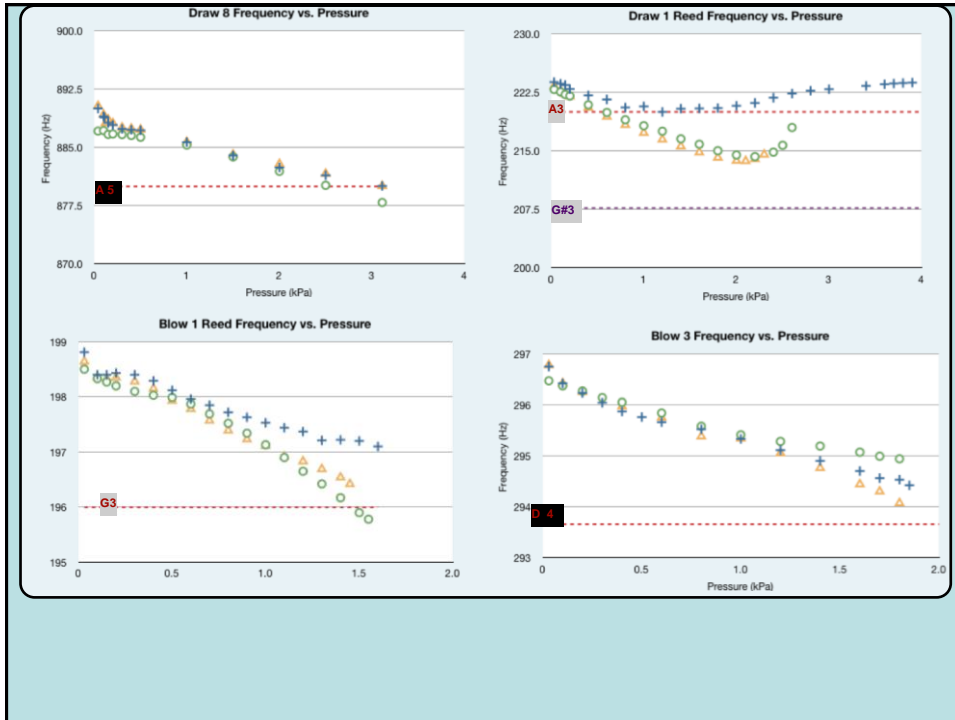 Draw 8 Frequency vs. Pressure
900.0
892.5
885.0
877.5
870.0
Frequency (Hz)
A 5
0 1 2 3 4
Pressure (kPa)
Draw 1 Reed Frequency vs. Pressure
230.0
222.5
215.0
207.5
200.0
Frequency (Hz)
A3
G#3
0 1 2 3 4
Pressure (kPa)
Blow 1 Reed Frequency vs. Pressure
199
198
197
196
195
G3
0 0.5 1.0 1.5 2.0
Blow 3 Frequency vs. Pressure
297
296
295
294
293
Frequency (Hz)
D 4
0 0.5 1.0 1.5 2.0
Pressure (kPa)